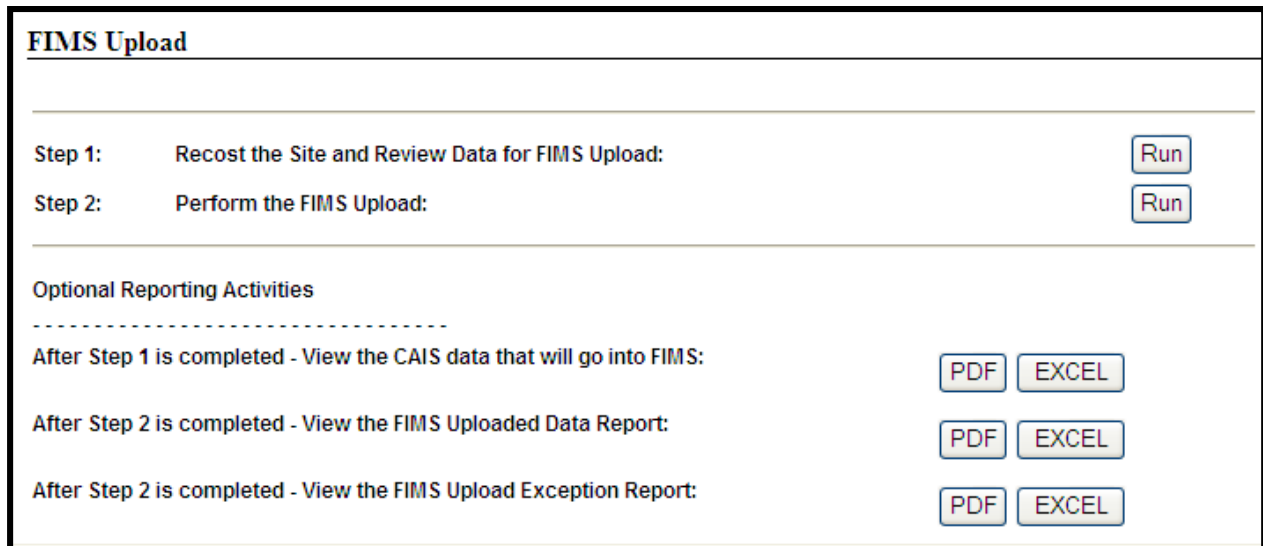 FIMS Upload
Step 1: Recost the Site and Review Data for FIMS Upload: Run
Step 2: Perform the FIMS Upload: Run
Optional Reporting Activities
- - - - - - - - - - - - - - - - - - - - - - - - - - - - - - - - - -
After Step 1 is completed - View the CAIS data that will go into FIMS: PDF EXCEL
After Step 2 is completed - View the FIMS Uploaded Data Report: PDF EXCEL
After Step 2 is completed - View the FIMS Upload Exception Report: PDF EXCEL